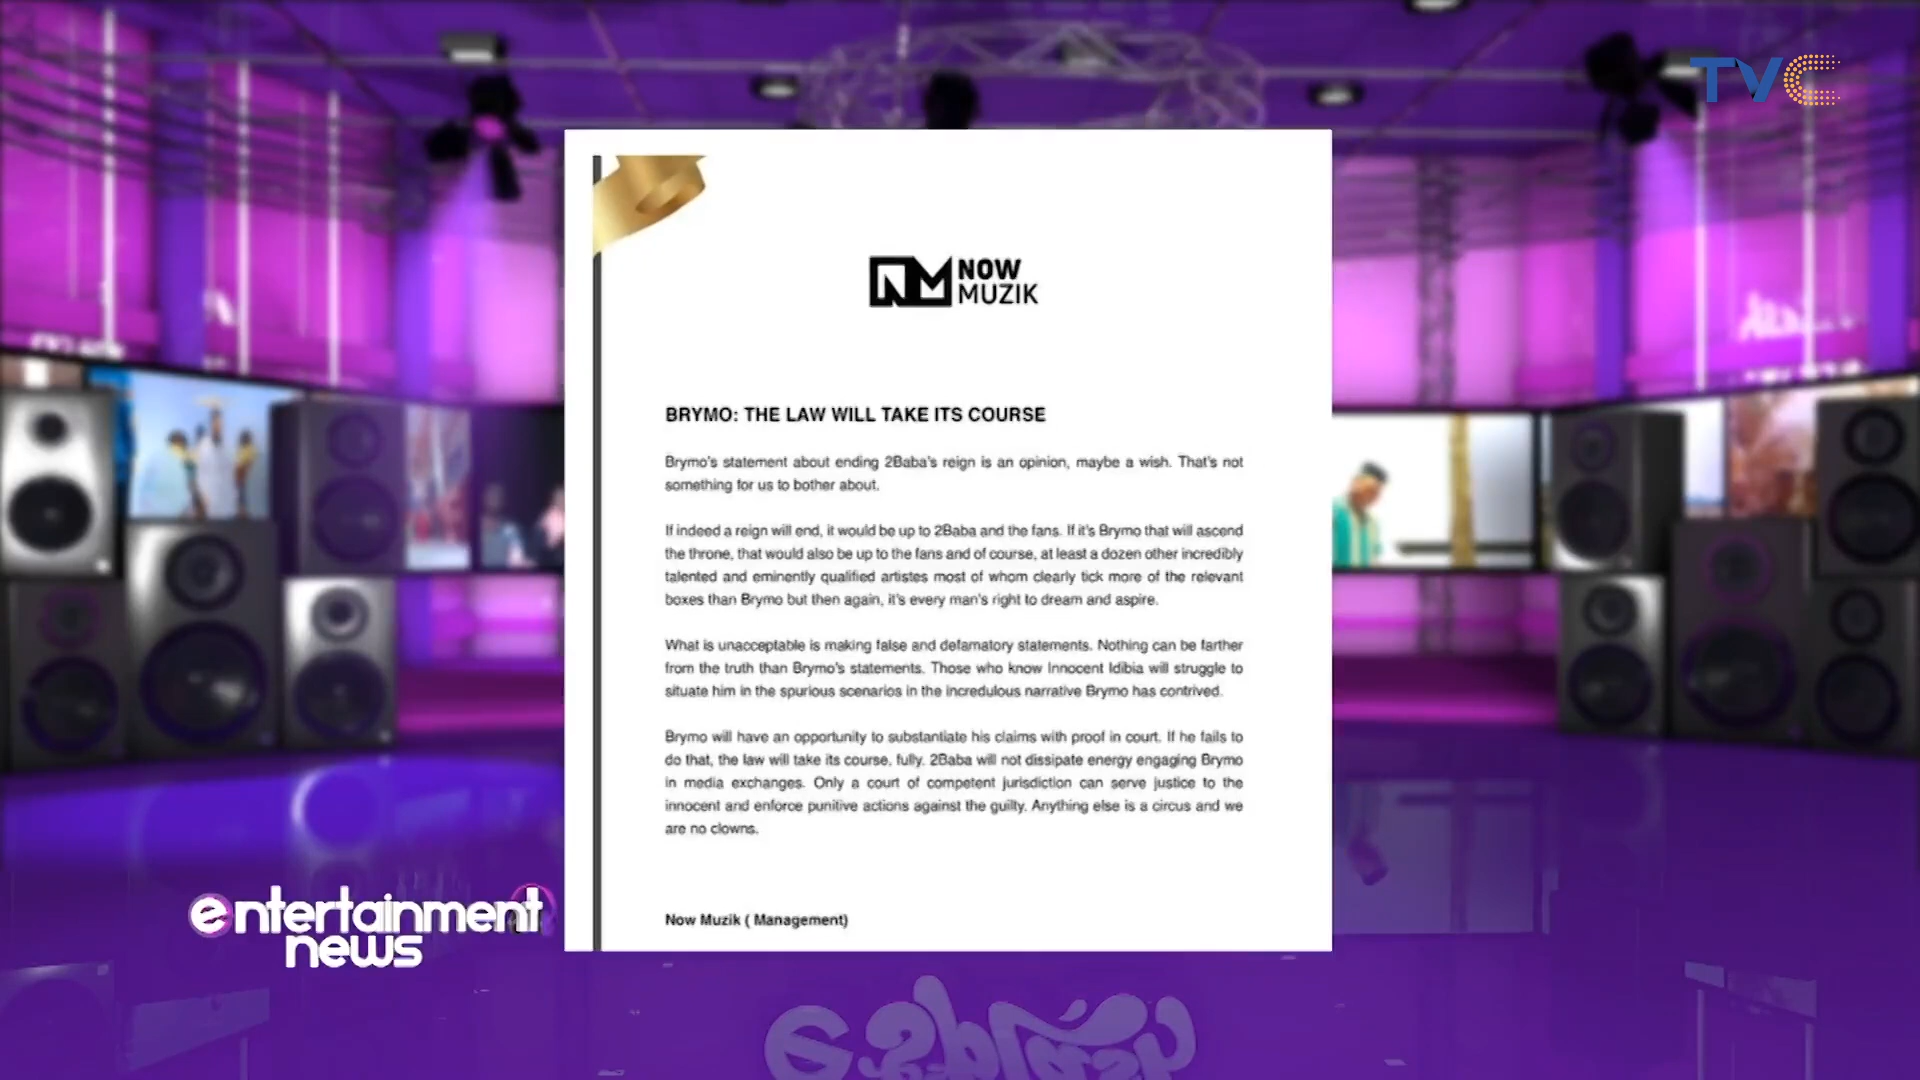 TVC
NM NOW
MUZIK
BRYMO: THE LAW WILL TAKE ITS COURSE
Brymo's statement about ending 2Baba's reign is an opinion, maybe a wish. That's not
something for us to bother about.
If indeed a reign will end, it would be up to 2Baba and the fans. If it's Brymo that will ascend
the throne, that would also be up to the fans and of course, at least a dozen other incredibly
talented and eminently qualified artistes most of whom clearly tick more of the relevant
boxes than Brymo but then again, it's every man's right to dream and aspire.
What is unacceptable is making false and defamatory statements. Nothing can be farther
from the truth than Brymo's statements. Those who know Innocent Idibia will struggle to
situate him in the spurious scenarios in the incredulous narrative Brymo has contrived.
Brymo will have an opportunity to substantiate his claims with proof in court. If he fails to
do that, the law will take its course, fully. 2Baba will not dissipate energy engaging Brymo
in media exchanges. Only a court of competent jurisdiction can serve justice to the
innocent and enforce punitive actions against the guilty. Anything else is a circus and we
are no clowns.
Now Muzik ( Management)
entertainment
news